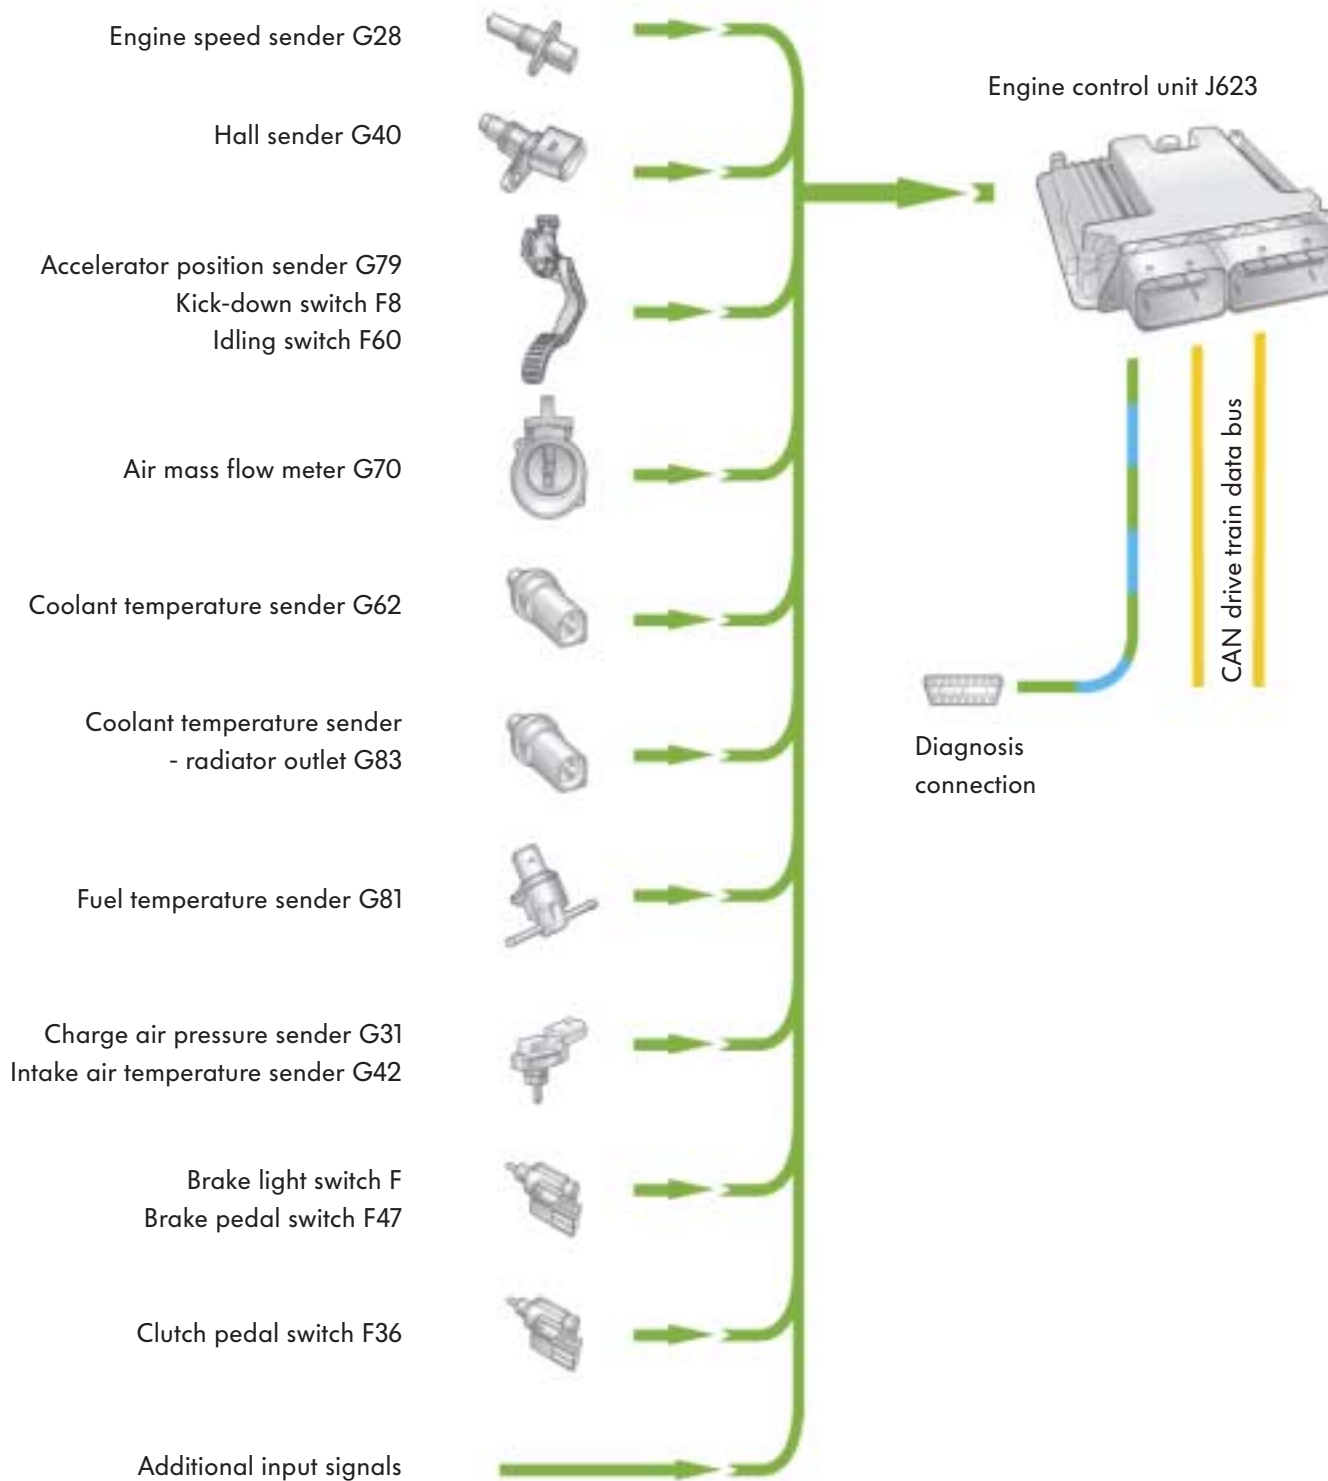 Engine speed sender G28
Engine control unit J623
Hall sender G40
Accelerator position sender G79
Kick-down switch F8
Idling switch F60
Air mass flow meter G70
CAN drive train data bus
Coolant temperature sender G62
Coolant temperature sender
- radiator outlet G83
Diagnosis
connection
Fuel temperature sender G81
Charge air pressure sender G31
Intake air temperature sender G42
Brake light switch F
Brake pedal switch F47
Clutch pedal switch F36
Additional input signals